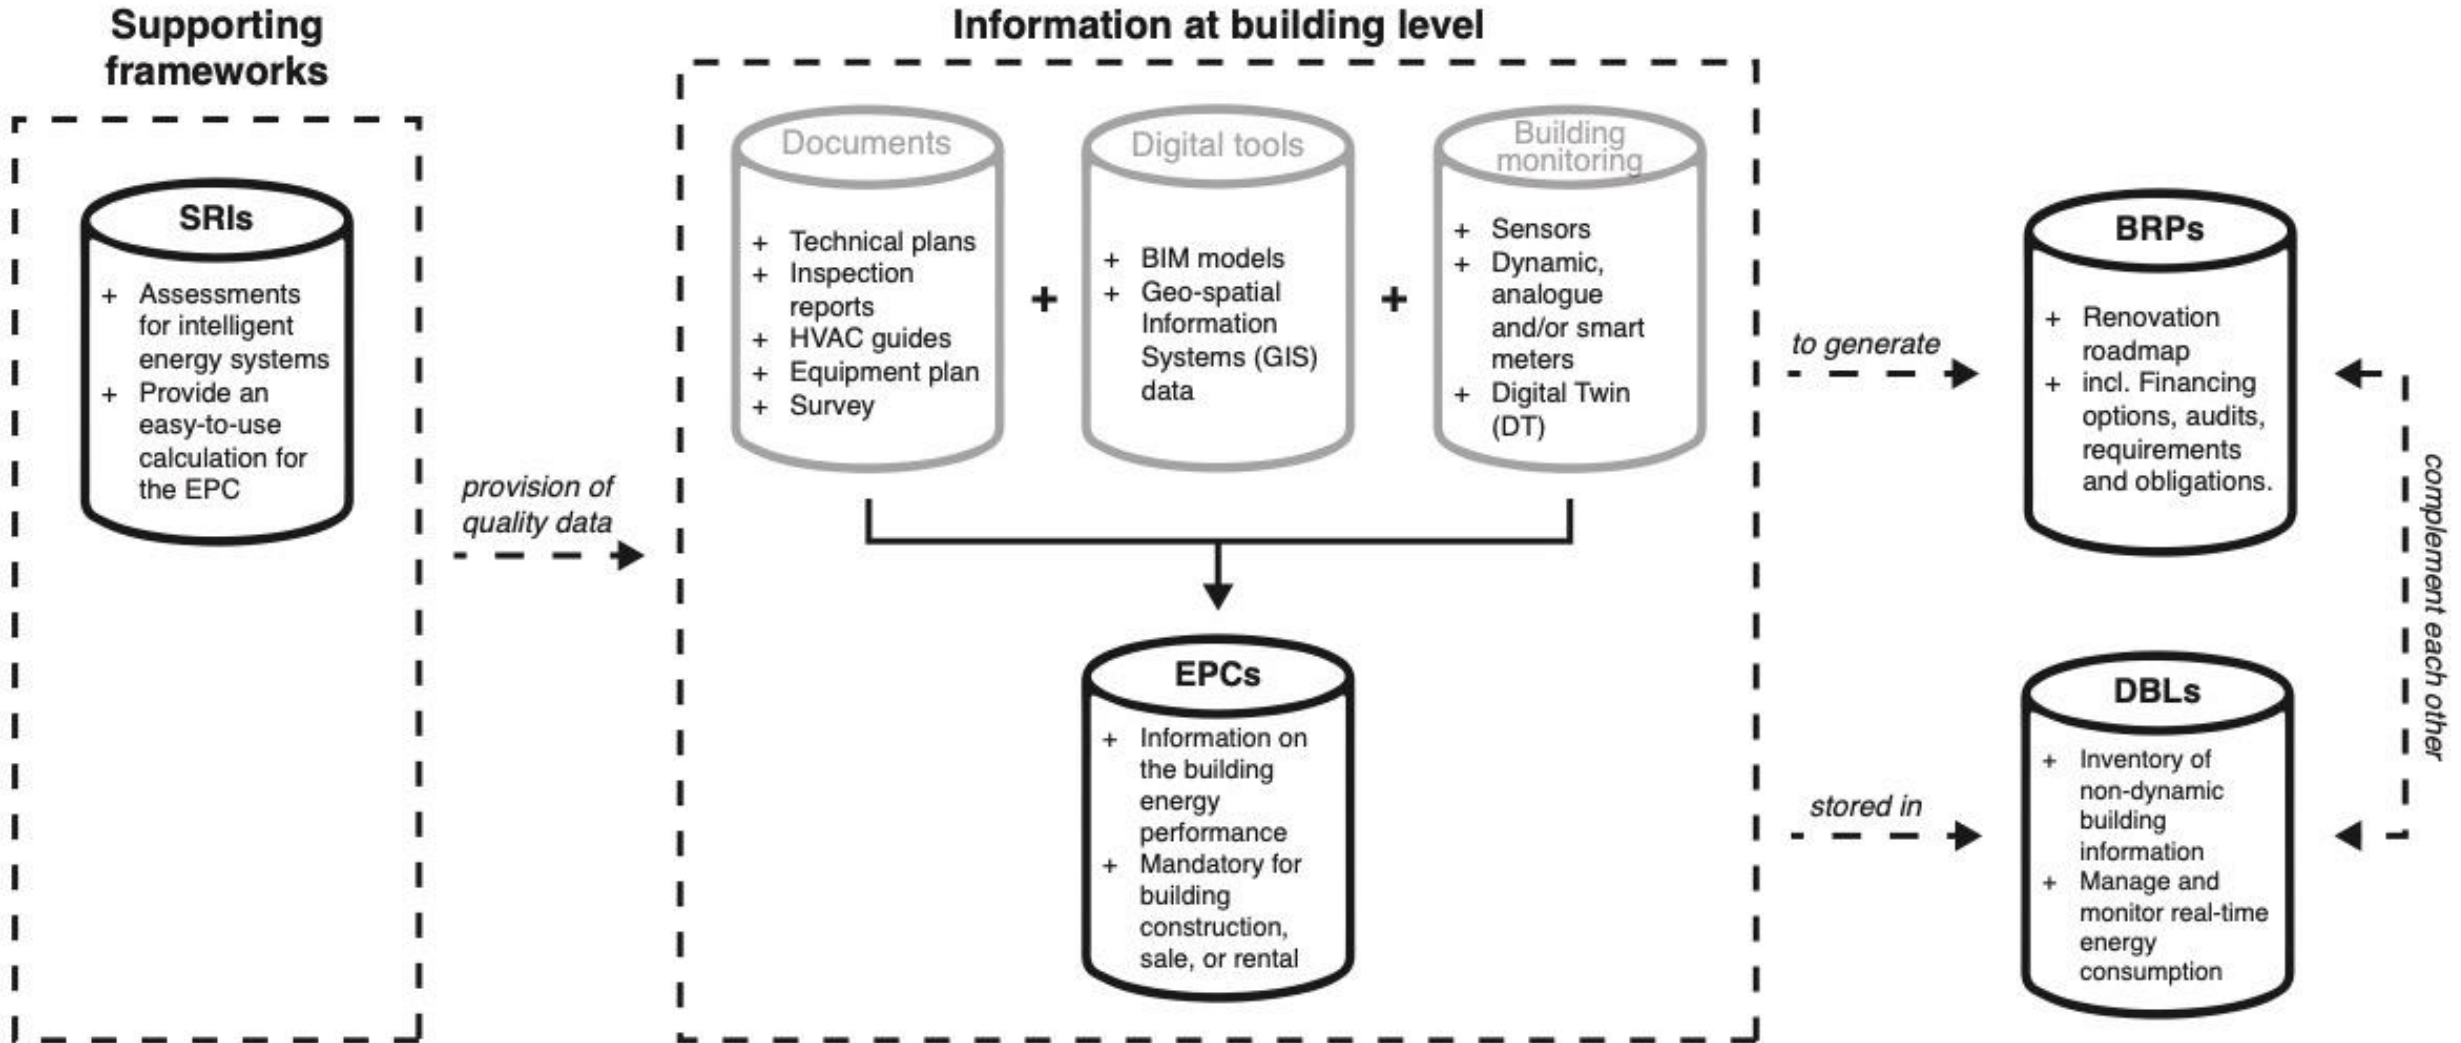 Supporting
frameworks
SRIs
+ Assessments
for intelligent
energy systems
+ Provide an
easy-to-use
calculation for
the EPC
provision of
quality data
Information at building level
Documents
+ Technical plans
+ Inspection
reports
+ HVAC guides
+ Equipment plan
+ Survey
+
Digital tools
+ BIM models
+ Geo-spatial
Information
Systems (GIS)
data
+
Building
monitoring
+ Sensors
+ Dynamic,
analogue
and/or smart
meters
+ Digital Twin
(DT)
EPCs
+ Information on
the building
energy
performance
+ Mandatory for
building
construction,
sale, or rental
to generate
BRPs
+ Renovation
roadmap
+ incl. Financing
options, audits,
requirements
and obligations.
stored in
DBLs
+ Inventory of
non-dynamic
building
information
+ Manage and
monitor real-time
energy
consumption
complement each other